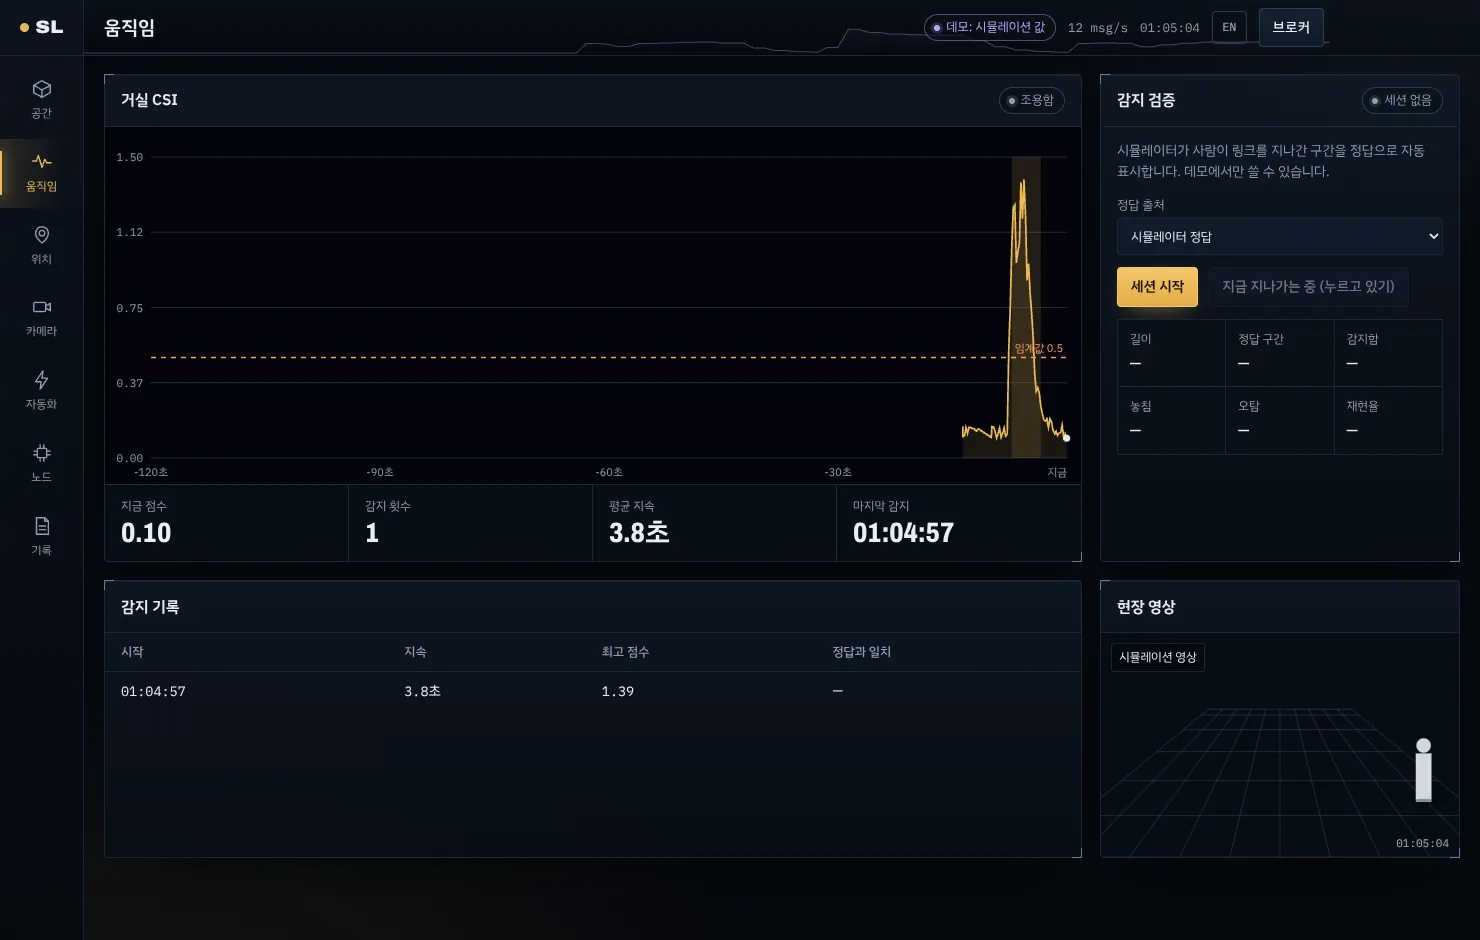 SL
움직임
데모: 시뮬레이션 값
12 msg/s
01:05:04
EN
브로커
공간
움직임
위치
카메라
자동화
노드
기록
거실 CSI
조용함
1.50
1.12
0.75
임계값 0.5
0.37
0.00
-120초
-90초
-60초
-30초
지금
지금 점수
0.10
감지 횟수
1
평균 지속
3.8초
마지막 감지
01:04:57
감지 검증
세션 없음
시뮬레이터가 사람이 링크를 지나간 구간을 정답으로 자동
표시합니다. 데모에서만 쓸 수 있습니다.
정답 출처
시뮬레이터 정답
세션 시작
지금 지나가는 중 (누르고 있기)
길이
—
정답 구간
—
감지함
—
놓침
—
오탐
—
재현율
—
감지 기록
시작
지속
최고 점수
정답과 일치
01:04:57
3.8초
1.39
—
현장 영상
시뮬레이션 영상
01:05:04